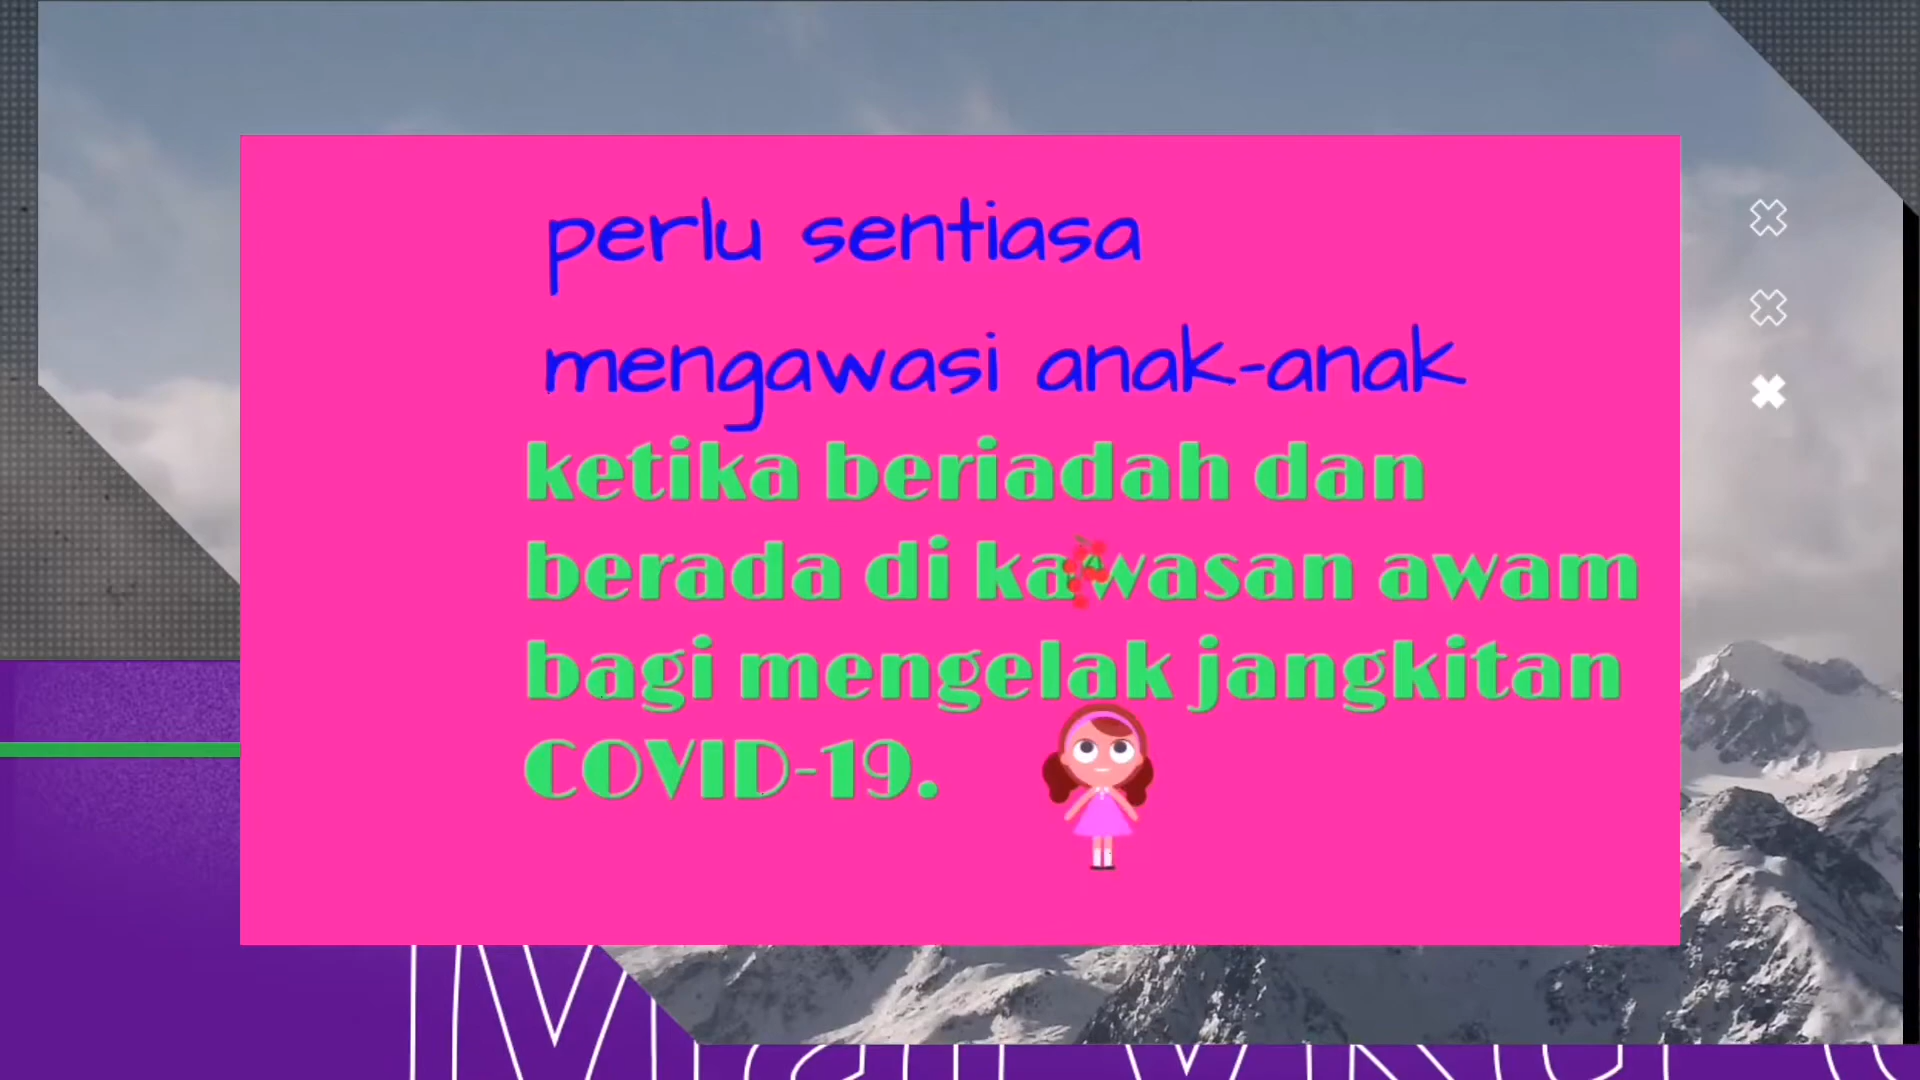 perlu sentiasa
mengawasi anak-anak
ketika beriadah dan
berada di kawasan awam
bagi mengelak jangkitan
COVID-19.